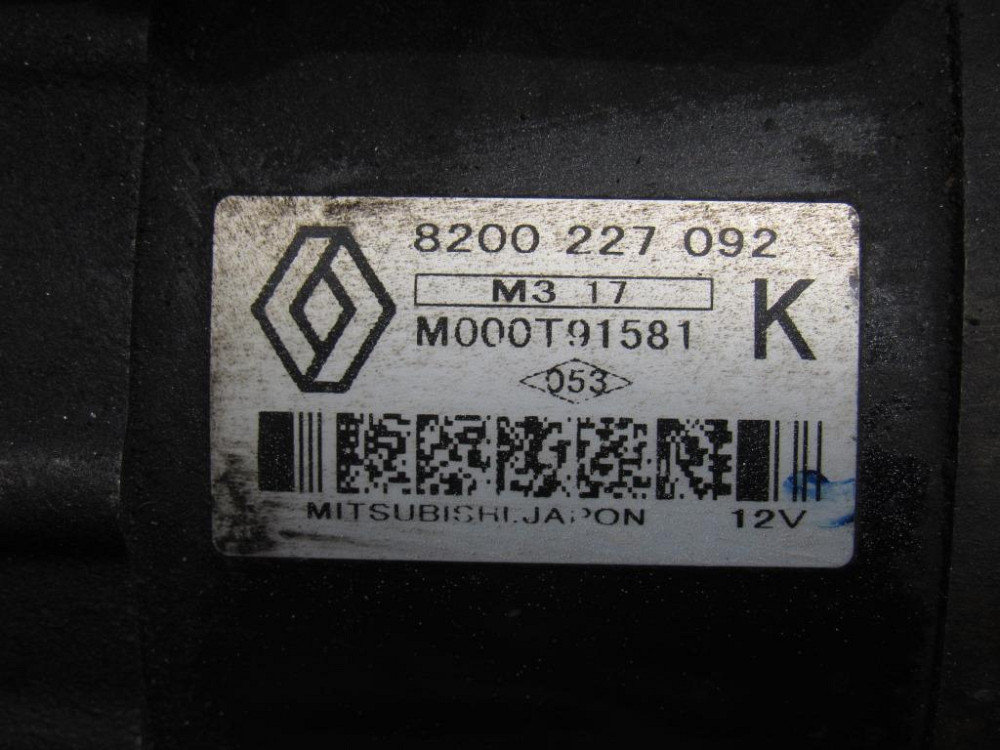 8200 227 092
M3 17
K
M000T91581
053
MITSUBISHI.JAPON 12V